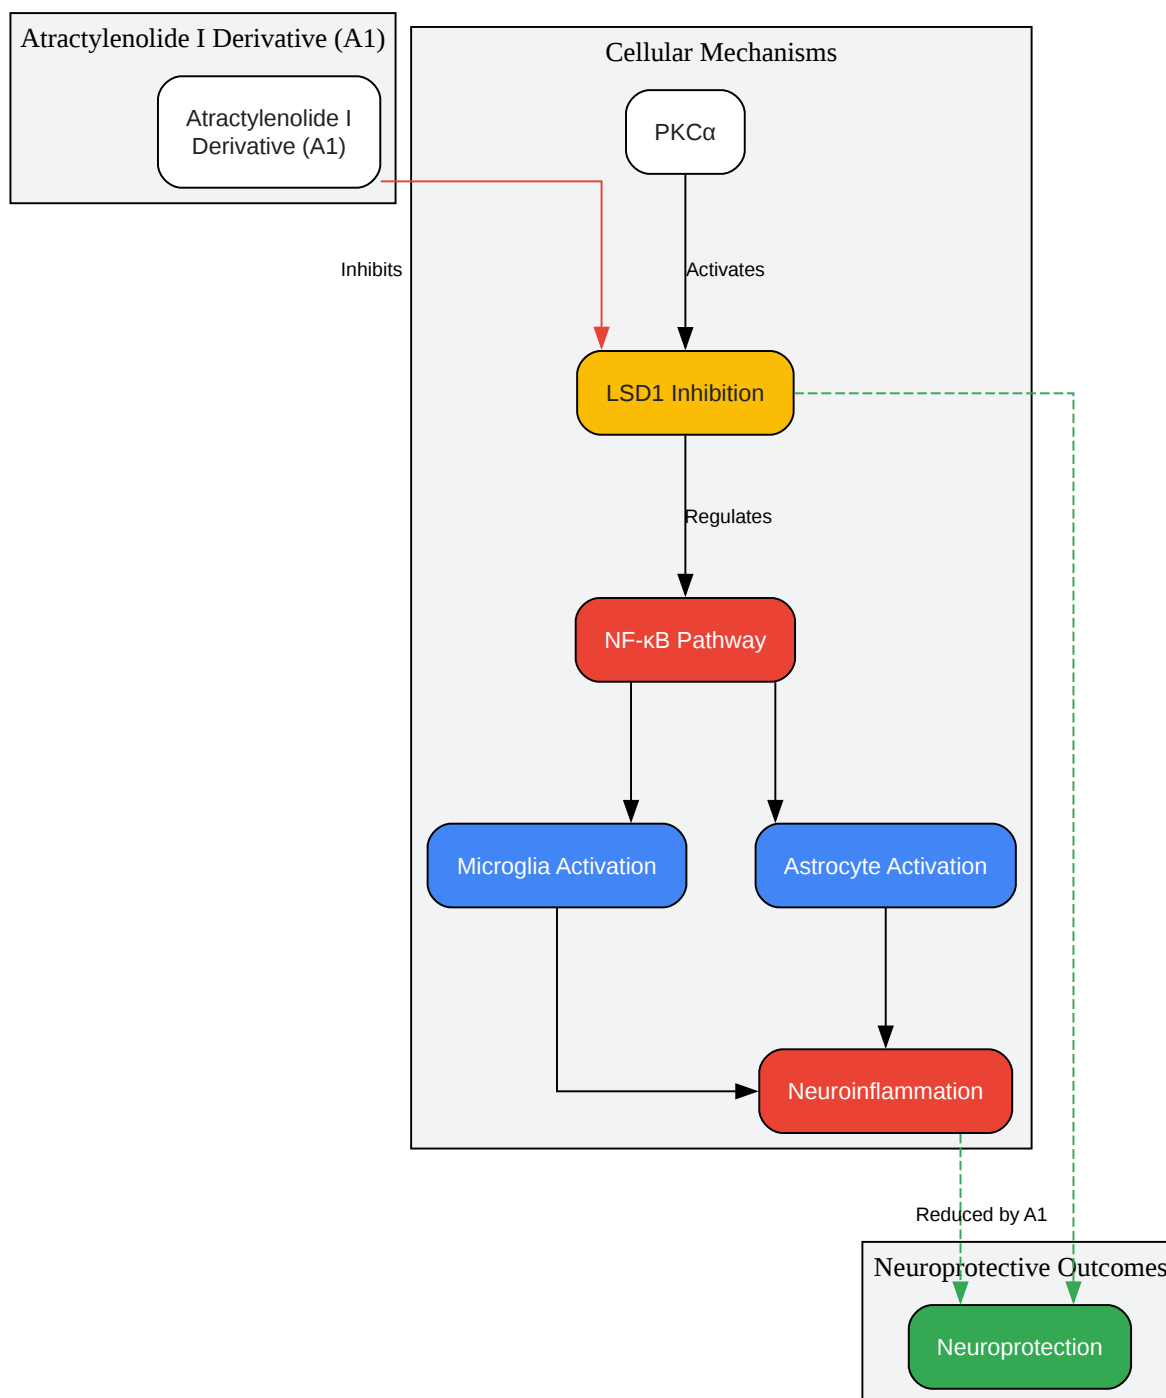 Atractylenolide I Derivative (A1)
Atractylenolide I
Derivative (A1)
Cellular Mechanisms
PKCα
Inhibits
Activates
LSD1 Inhibition
Regulates
NF-κB Pathway
Microglia Activation
Astrocyte Activation
Neuroinflammation
Reduced by A1
Neuroprotective Outcomes
Neuroprotection